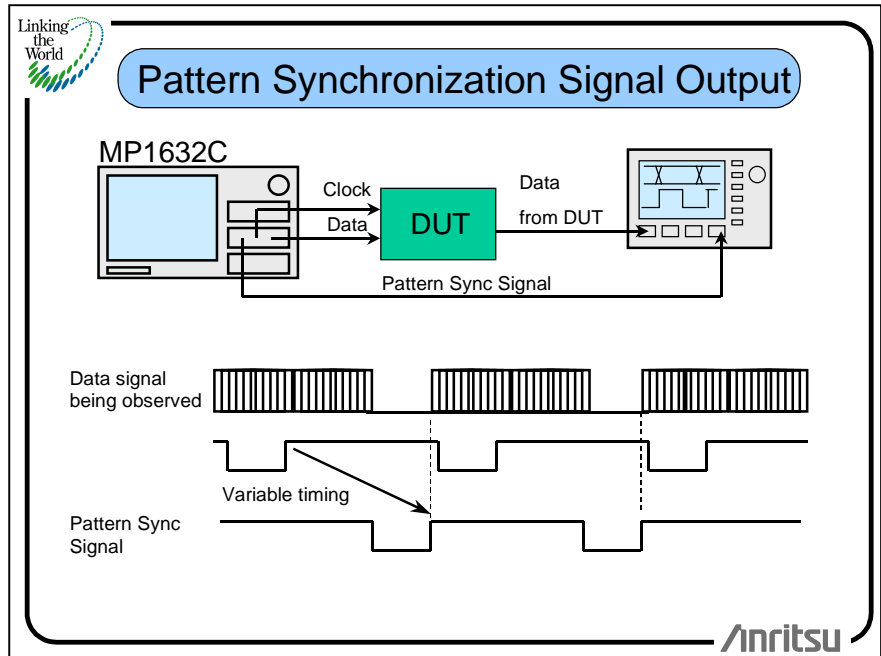 Linking
the
World
Pattern Synchronization Signal Output
MP1632C
Clock
Data
DUT
Data
from DUT
Pattern Sync Signal
Data signal
being observed
Variable timing
Pattern Sync
Signal
Anritsu